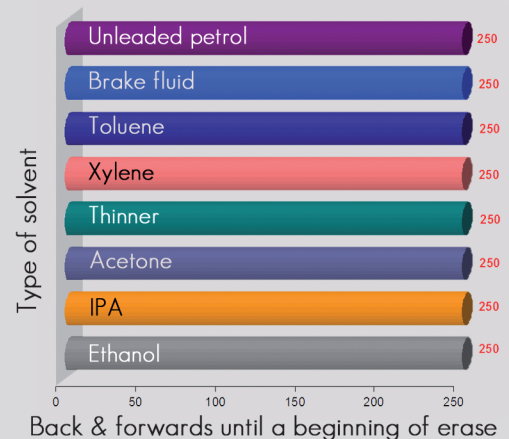 Unleaded petrol 250
Brake fluid 250
Toluene 250
Xylene 250
Thinner 250
Acetone 250
IPA 250
Ethanol 250
Type of solvent
0 50 100 150 200 250
Back & forwards until a beginning of erase